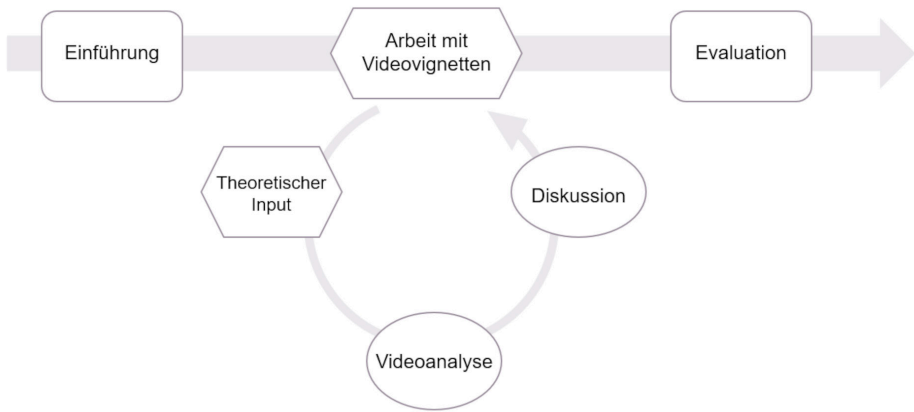 Einführung
Arbeit mit
Videovignetten
Evaluation
Theoretischer
Input
Diskussion
Videoanalyse